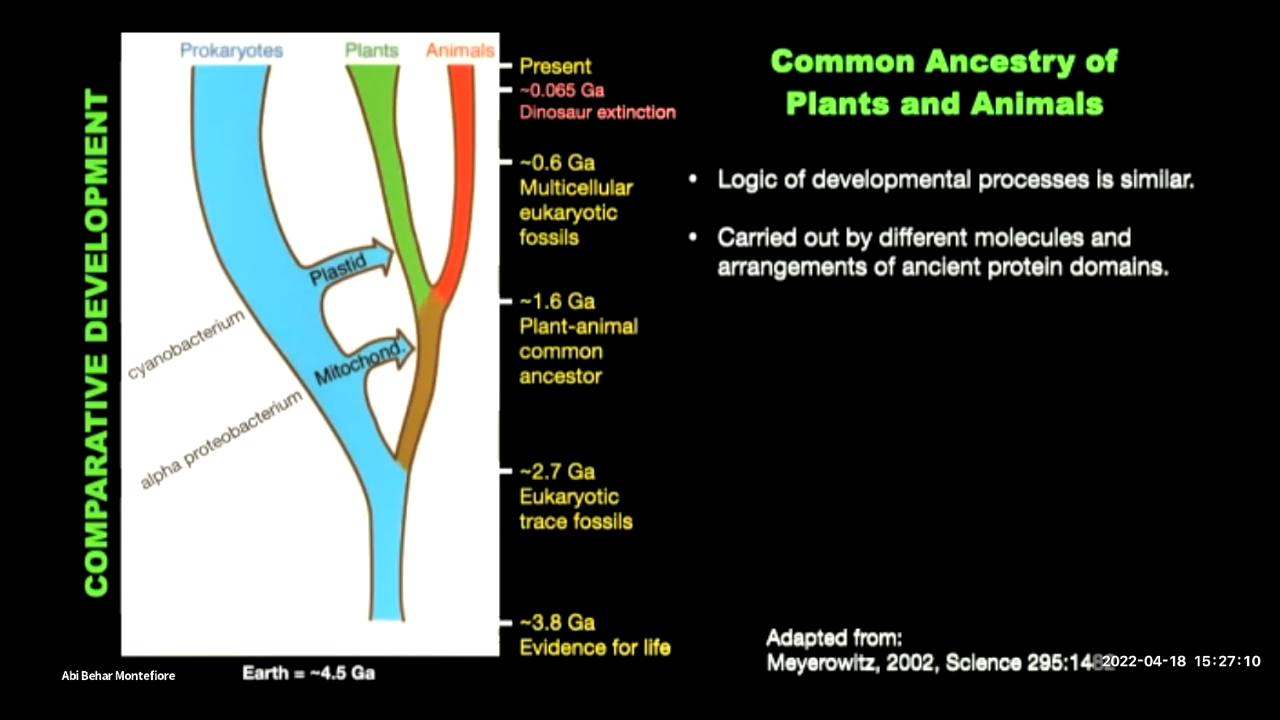 COMPARATIVE DEVELOPMENT
Prokaryotes
Plants
Animals
Plastid
Mitochond.
cyanobacterium
alpha proteobacterium
Present
~0.065 Ga
Dinosaur extinction
~0.6 Ga
Multicellular
eukaryotic
fossils
~1.6 Ga
Plant-animal
common
ancestor
~2.7 Ga
Eukaryotic
trace fossils
~3.8 Ga
Evidence for life
Earth = ~4.5 Ga
Abi Behar Montefiore
Common Ancestry of
Plants and Animals
• Logic of developmental processes is similar.
• Carried out by different molecules and
arrangements of ancient protein domains.
Adapted from:
Meyerowitz, 2002, Science
2022-04-18 15:27:10